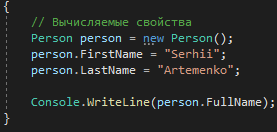 {
// Вычисляемые свойства
Person person = new Person();
person.FirstName = "Serhii";
person.LastName = "Artemenko";
Console.WriteLine(person.FullName);
}